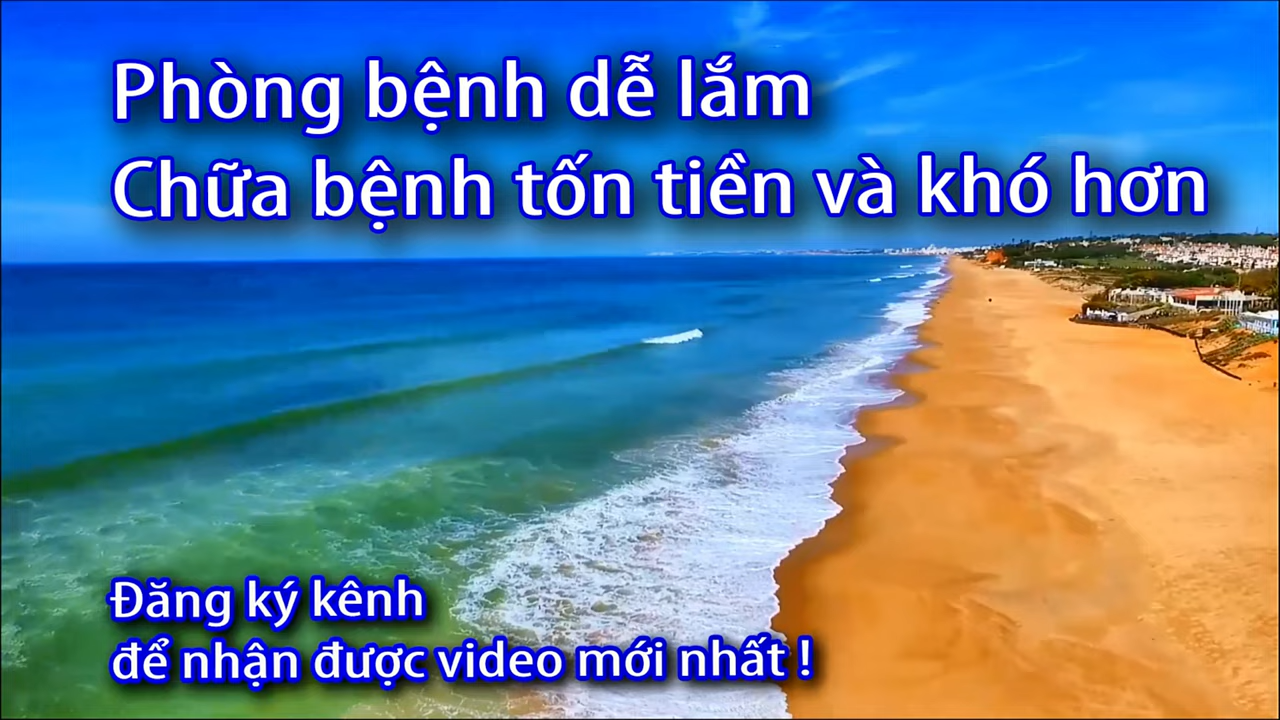 Phòng bệnh dễ lắm
Chữa bệnh tốn tiền và khó hơn
Đăng ký kênh
để nhận được video mới nhất !